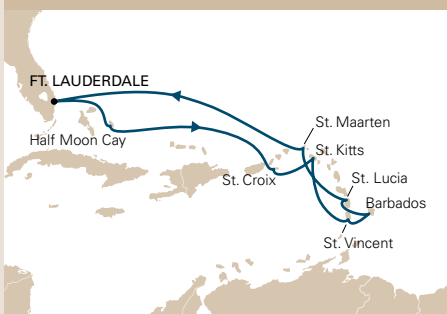 FT. LAUDERDALE
Half Moon Cay
St. Maarten
St. Kitts
St. Croix
St. Lucia
Barbados
St. Vincent